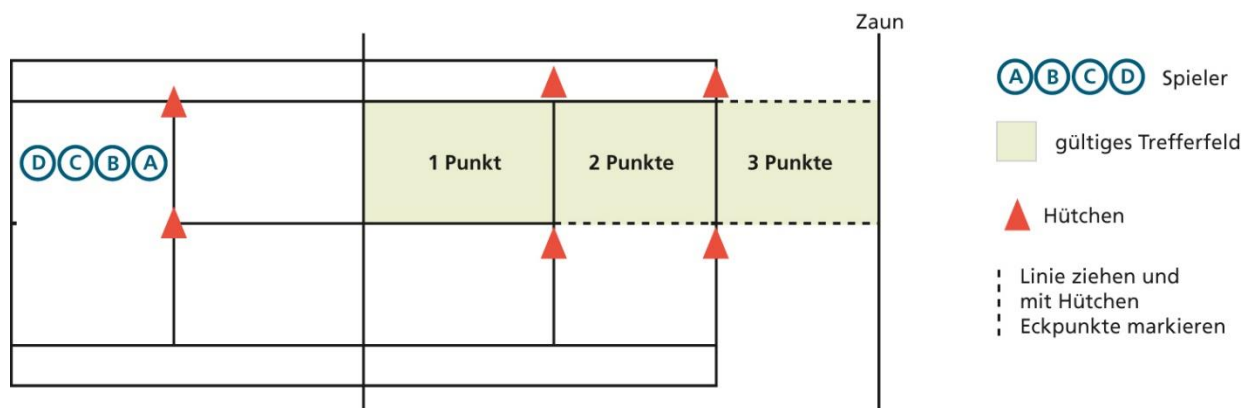 Zaun
A B C D Spieler
gültiges Trefferfeld
D C B A
1 Punkt
2 Punkte
3 Punkte
Hütchen
Linie ziehen und
mit Hütchen
Eckpunkte markieren